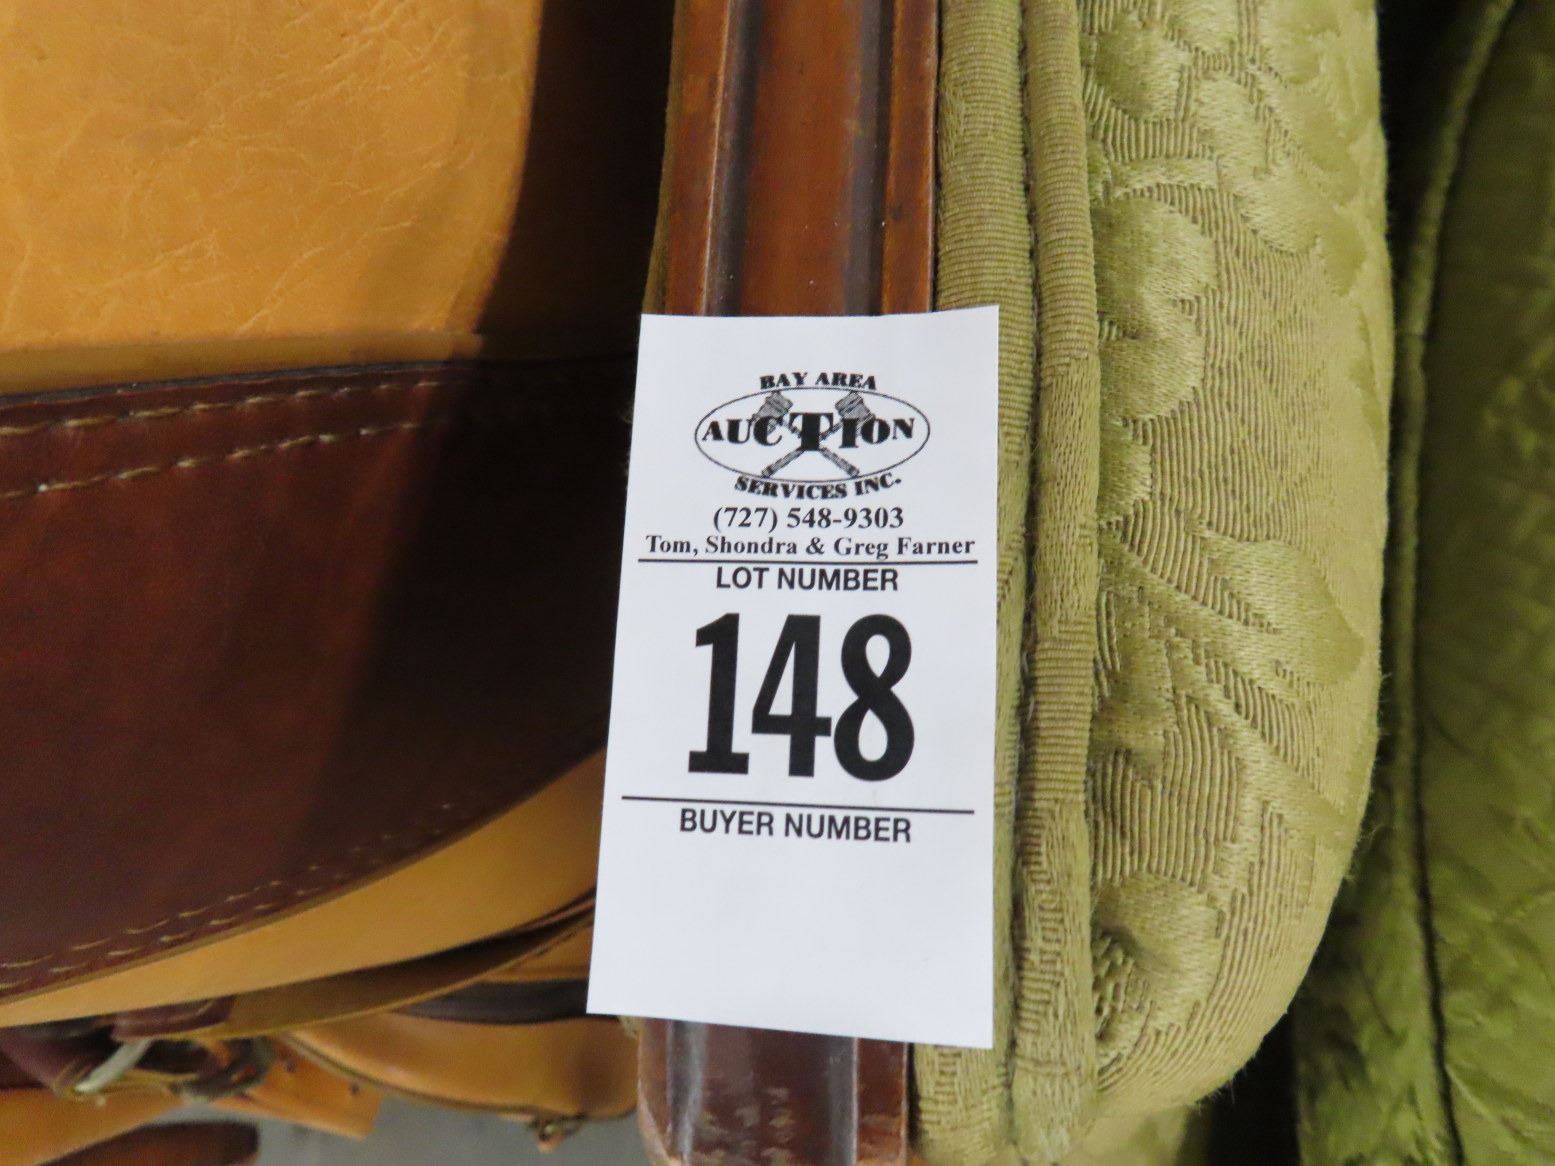 BAY AREA
AUCTION
SERVICES INC.
(727) 548-9303
Tom, Shondra & Greg Farner
LOT NUMBER
148
BUYER NUMBER